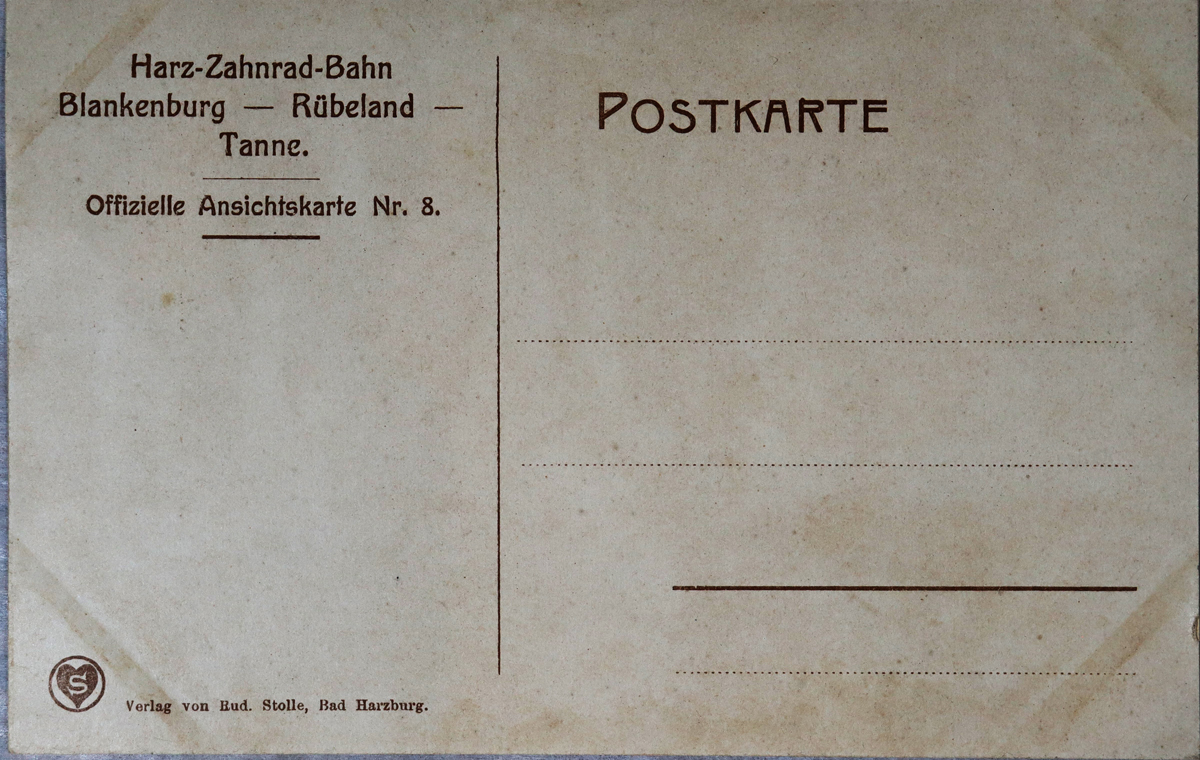 Harz-Zahnrad-Bahn
Blankenburg — Rübeland —
Tanne.
Offizielle Ansichtskarte Nr. 8.
POSTKARTE
S
Verlag von Rud. Stolle, Bad Harzburg.